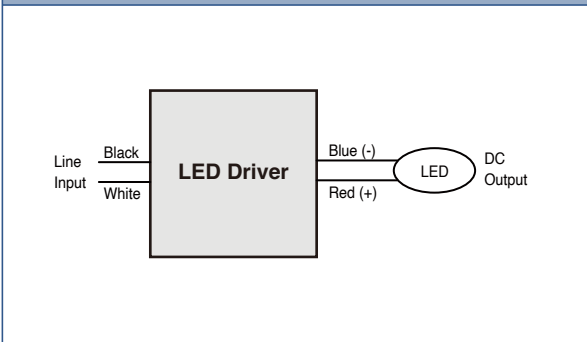 Line
Input
Black
White
LED Driver
Blue (-)
Red (+)
LED
DC
Output